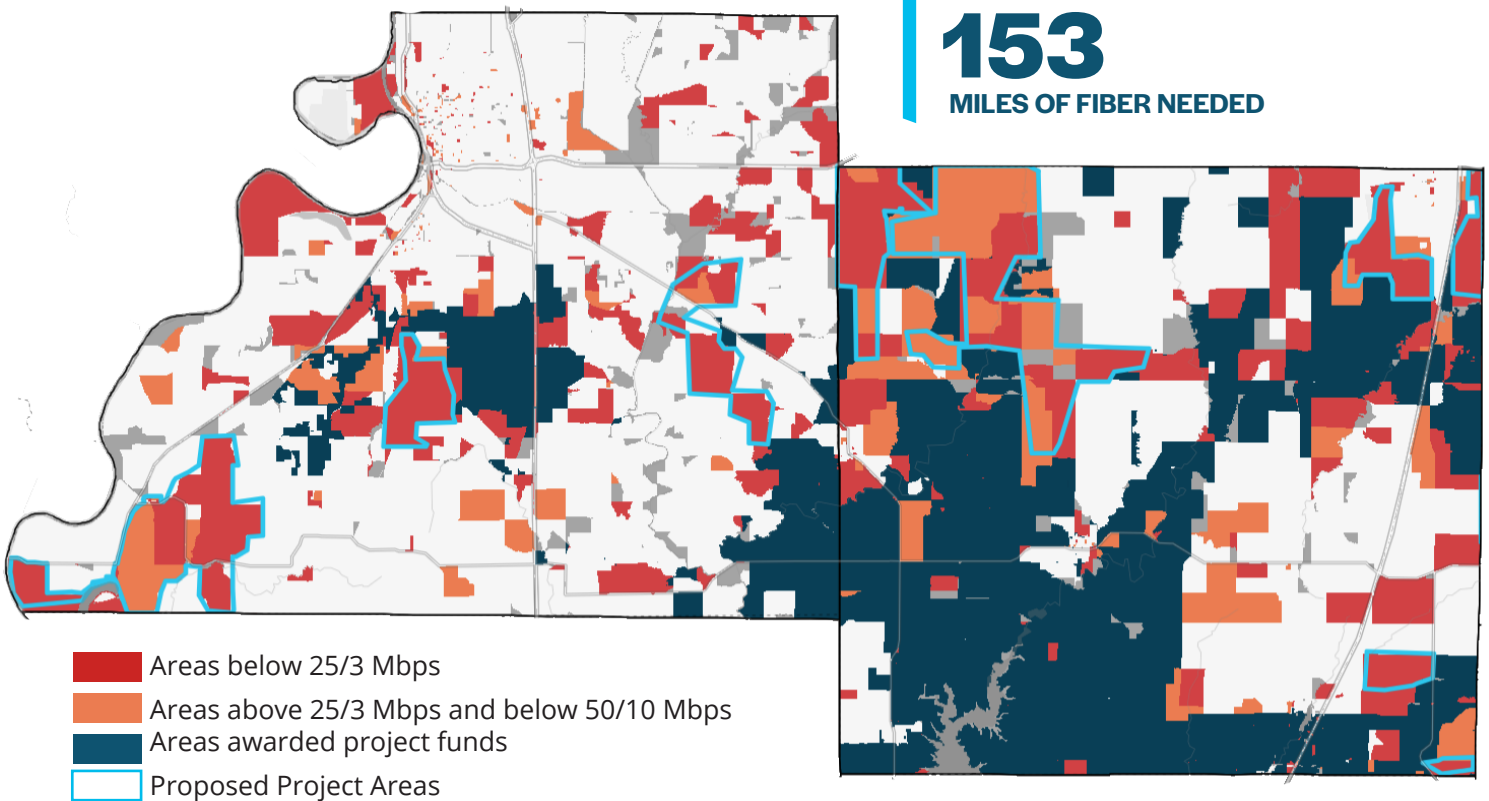 153
MILES OF FIBER NEEDED
Areas below 25/3 Mbps
Areas above 25/3 Mbps and below 50/10 Mbps
Areas awarded project funds
Proposed Project Areas